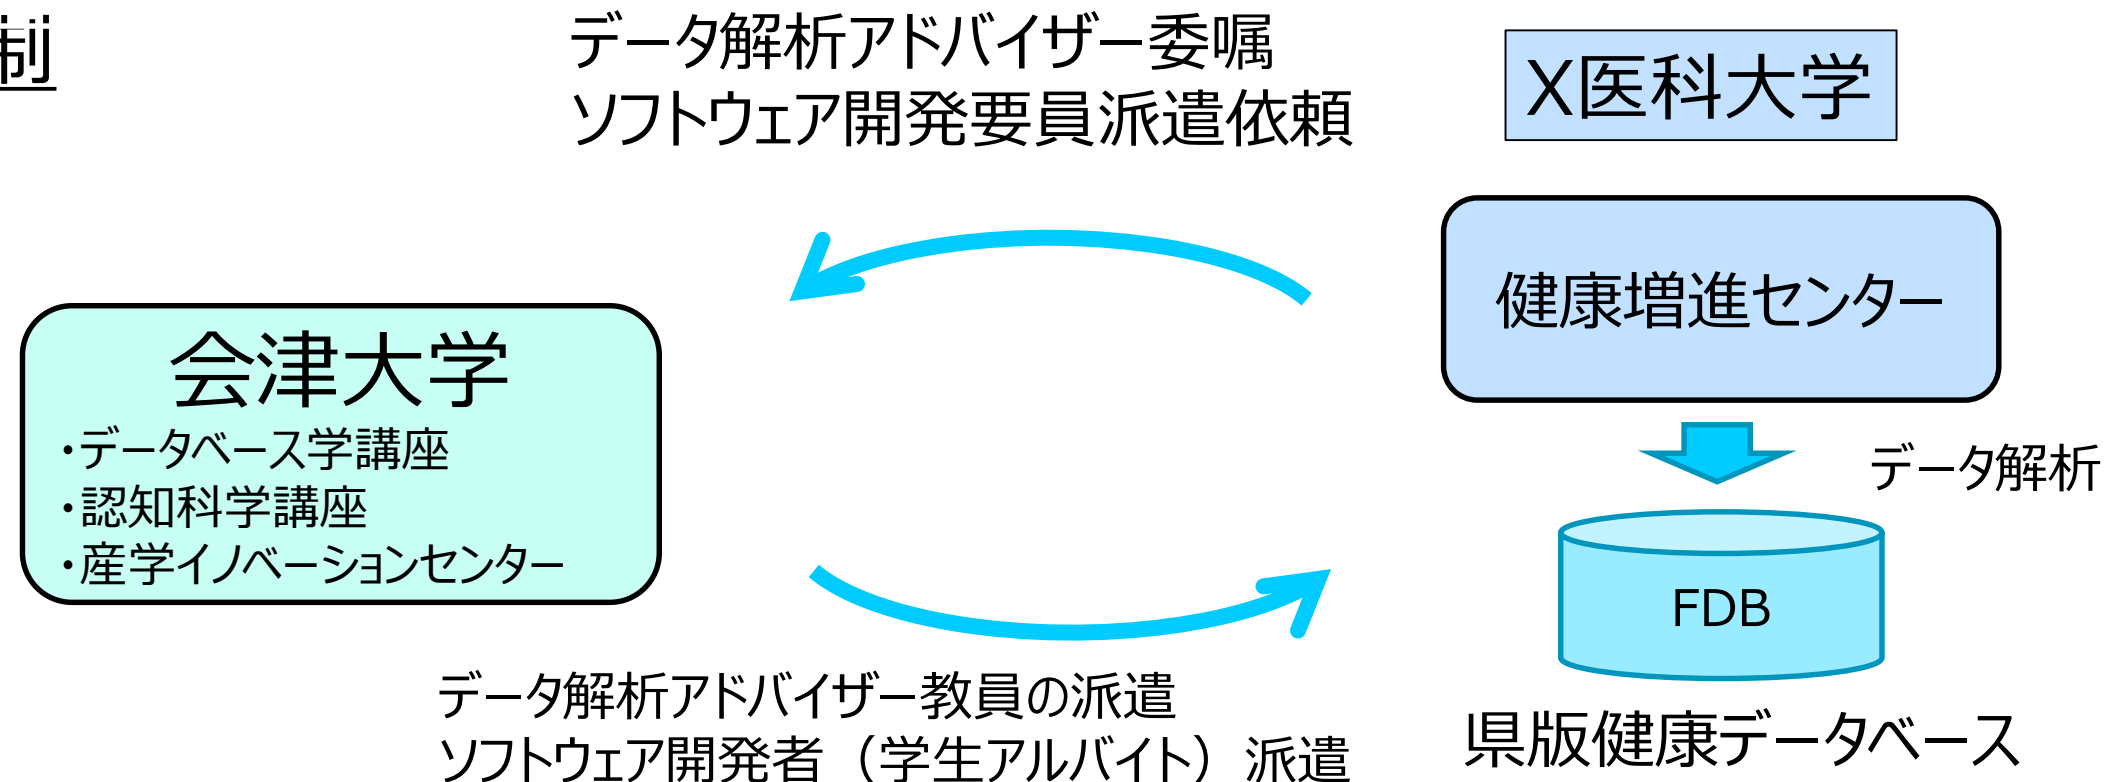 制
データ解析アドバイザー委嘱
ソフトウェア開発要員派遣依頼
X医科大学
健康増進センター
会津大学
・データベース学講座
・認知科学講座
・産学イノベーションセンター
データ解析
FDB
県版健康データベース
データ解析アドバイザー教員の派遣
ソフトウェア開発者（学生アルバイト）派遣